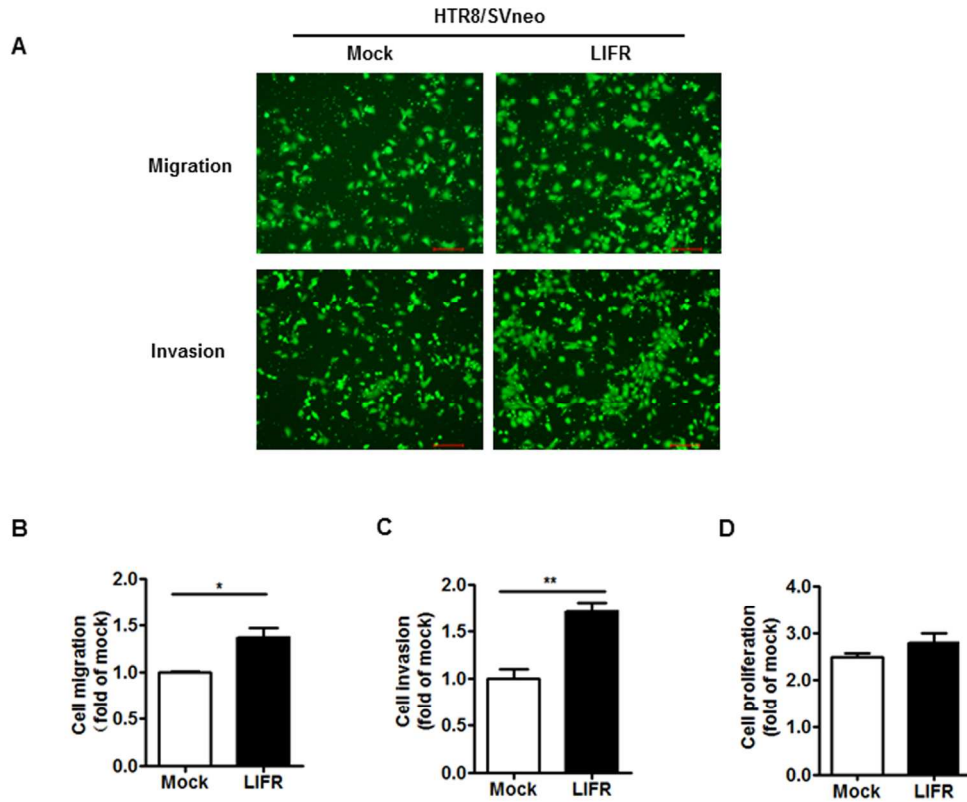 HTR8/SVneo
A
Mock LIFR
Migration
Invasion
B
C
D
Cell migration
（fold of mock)
2.0
1.5
1.0
0.5
0.0
*
Mock LIFR
Cell invasion
(fold of mock)
2.0
1.5
1.0
0.5
0.0
**
Mock LIFR
Cell proliferation
(fold of mock)
4.0
3.0
2.0
1.0
0.0
Mock LIFR